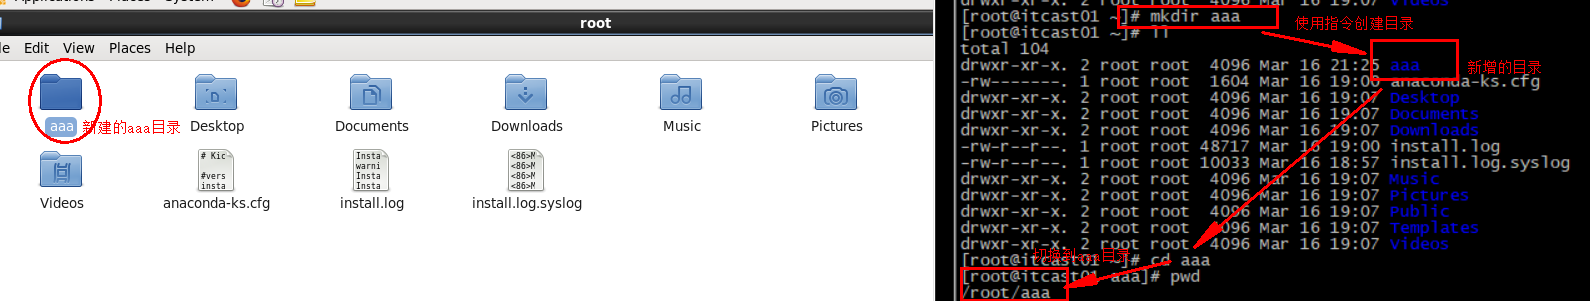 Applications Places System
root
le Edit View Places Help
aaa
新建的aaa目录
Desktop
Documents
Downloads
Music
Pictures
Videos
# Kic
#vers
insta
anaconda-ks.cfg
Insta
warni
Insta
Insta
install.log
<86>M
<86>M
<86>M
<86>M
install.log.syslog
drwxr-xr-x. 2 root root 4096 Mar 16 19:07 Videos
[root@itcast01 ~]# mkdir aaa
使用指令创建目录
[root@itcast01 ~]# ll
total 104
drwxr-xr-x. 2 root root 4096 Mar 16 21:25 aaa
新增的目录
-rw-------. 1 root root 1604 Mar 16 19:00 anaconda-ks.cfg
drwxr-xr-x. 2 root root 4096 Mar 16 19:07 Desktop
drwxr-xr-x. 2 root root 4096 Mar 16 19:07 Documents
drwxr-xr-x. 2 root root 4096 Mar 16 19:07 Downloads
-rw-r--r--. 1 root root 48717 Mar 16 19:00 install.log
-rw-r--r--. 1 root root 10033 Mar 16 18:57 install.log.syslog
drwxr-xr-x. 2 root root 4096 Mar 16 19:07 Music
drwxr-xr-x. 2 root root 4096 Mar 16 19:07 Pictures
drwxr-xr-x. 2 root root 4096 Mar 16 19:07 Public
drwxr-xr-x. 2 root root 4096 Mar 16 19:07 Templates
drwxr-xr-x. 2 root root 4096 Mar 16 19:07 Videos
切换到aaa目录
[root@itcast01 ~]# cd aaa
[root@itcast01 aaa]# pwd
/root/aaa